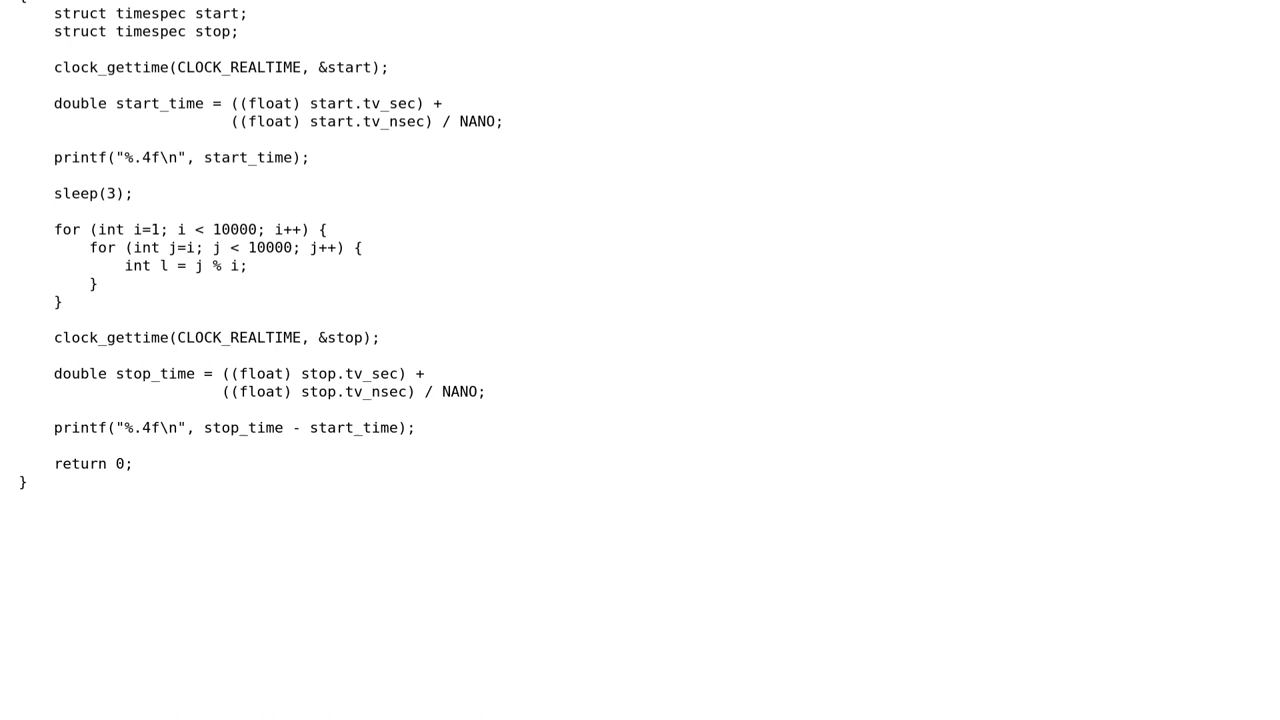 {
    struct timespec start;
    struct timespec stop;

    clock_gettime(CLOCK_REALTIME, &start);

    double start_time = ((float) start.tv_sec) +
                        ((float) start.tv_nsec) / NANO;

    printf("%.4f\n", start_time);

    sleep(3);

    for (int i=1; i < 10000; i++) {
        for (int j=i; j < 10000; j++) {
            int l = j % i;
        }
    }

    clock_gettime(CLOCK_REALTIME, &stop);

    double stop_time = ((float) stop.tv_sec) +
                       ((float) stop.tv_nsec) / NANO;

    printf("%.4f\n", stop_time - start_time);

    return 0;
}